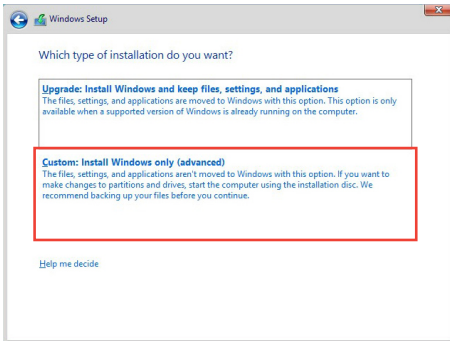 Windows Setup
Which type of installation do you want?
Upgrade: Install Windows and keep files, settings, and applications
The files, settings, and applications are moved to Windows with this option. This option is only
available when a supported version of Windows is already running on the computer.
Custom: Install Windows only (advanced)
The files, settings, and applications aren't moved to Windows with this option. If you want to
make changes to partitions and drives, start the computer using the installation disc. We
recommend backing up your files before you continue.
Help me decide